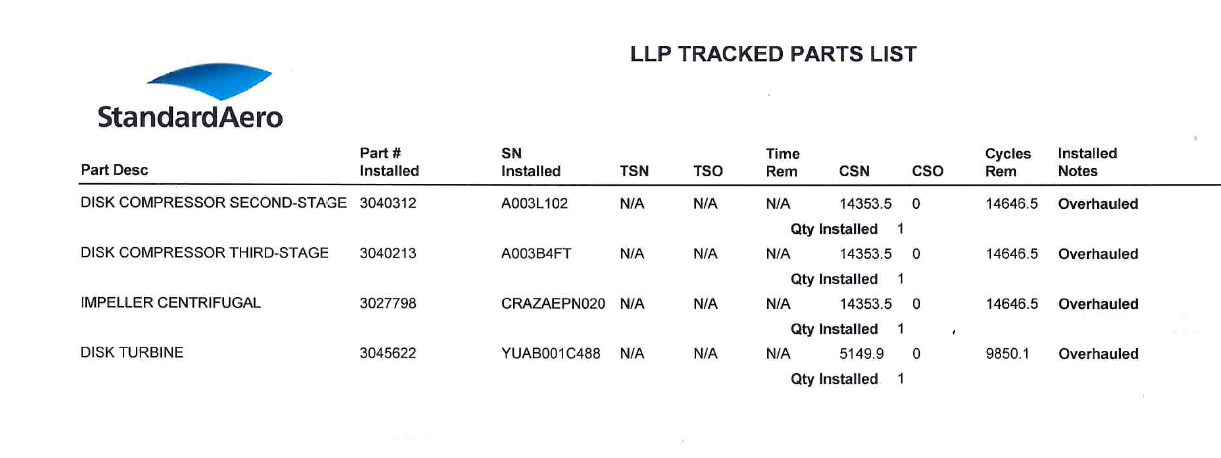 LLP TRACKED PARTS LIST
StandardAero
Part Desc Part # Installed SN Installed TSN TSO Time Rem CSN CSO Cycles Rem Installed Notes
DISK COMPRESSOR SECOND-STAGE 3040312 A003L102 N/A N/A N/A 14353.5 0 14646.5 Overhauled
Qty Installed 1
DISK COMPRESSOR THIRD-STAGE 3040213 A003B4FT N/A N/A N/A 14353.5 0 14646.5 Overhauled
Qty Installed 1
IMPELLER CENTRIFUGAL 3027798 CRAZAEPN020 N/A N/A N/A 14353.5 0 14646.5 Overhauled
Qty Installed 1
DISK TURBINE 3045622 YUAB001C488 N/A N/A N/A 5149.9 0 9850.1 Overhauled
Qty Installed 1